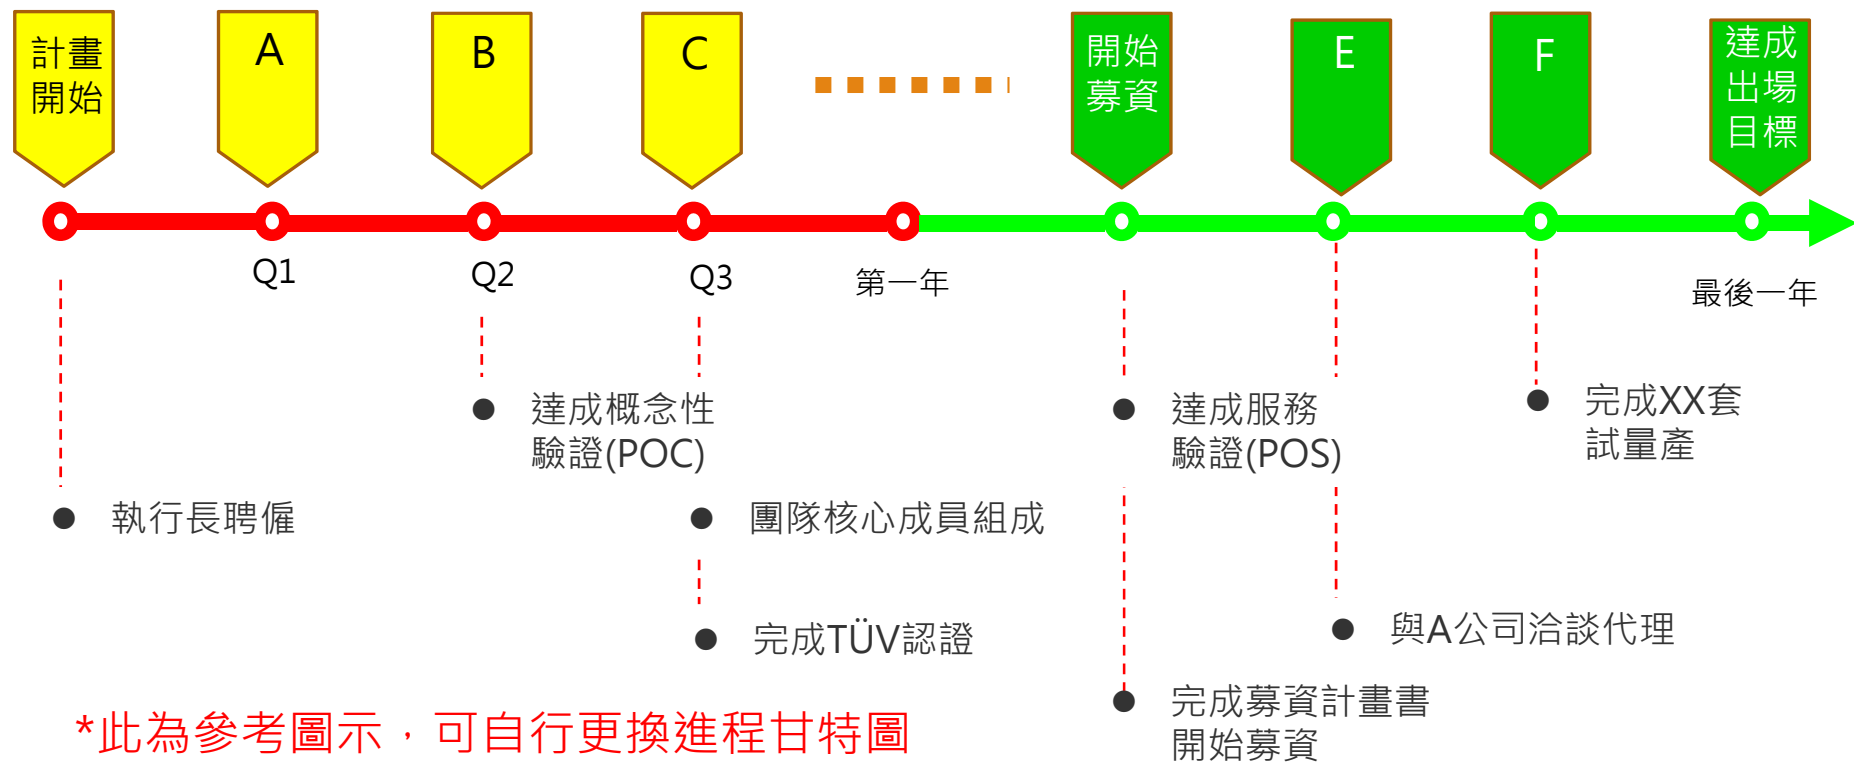 計畫
開始
A
B
C
開始
募資
E
F
達成
出場
目標
Q1
Q2
Q3
第一年
最後一年
● 達成概念性
驗證(POC)
● 達成服務
驗證(POS)
● 完成XX套
試量產
● 執行長聘僱
● 團隊核心成員組成
● 完成TÜV認證
● 與A公司洽談代理
● 完成募資計畫書
開始募資
*此為參考圖示，可自行更換進程甘特圖